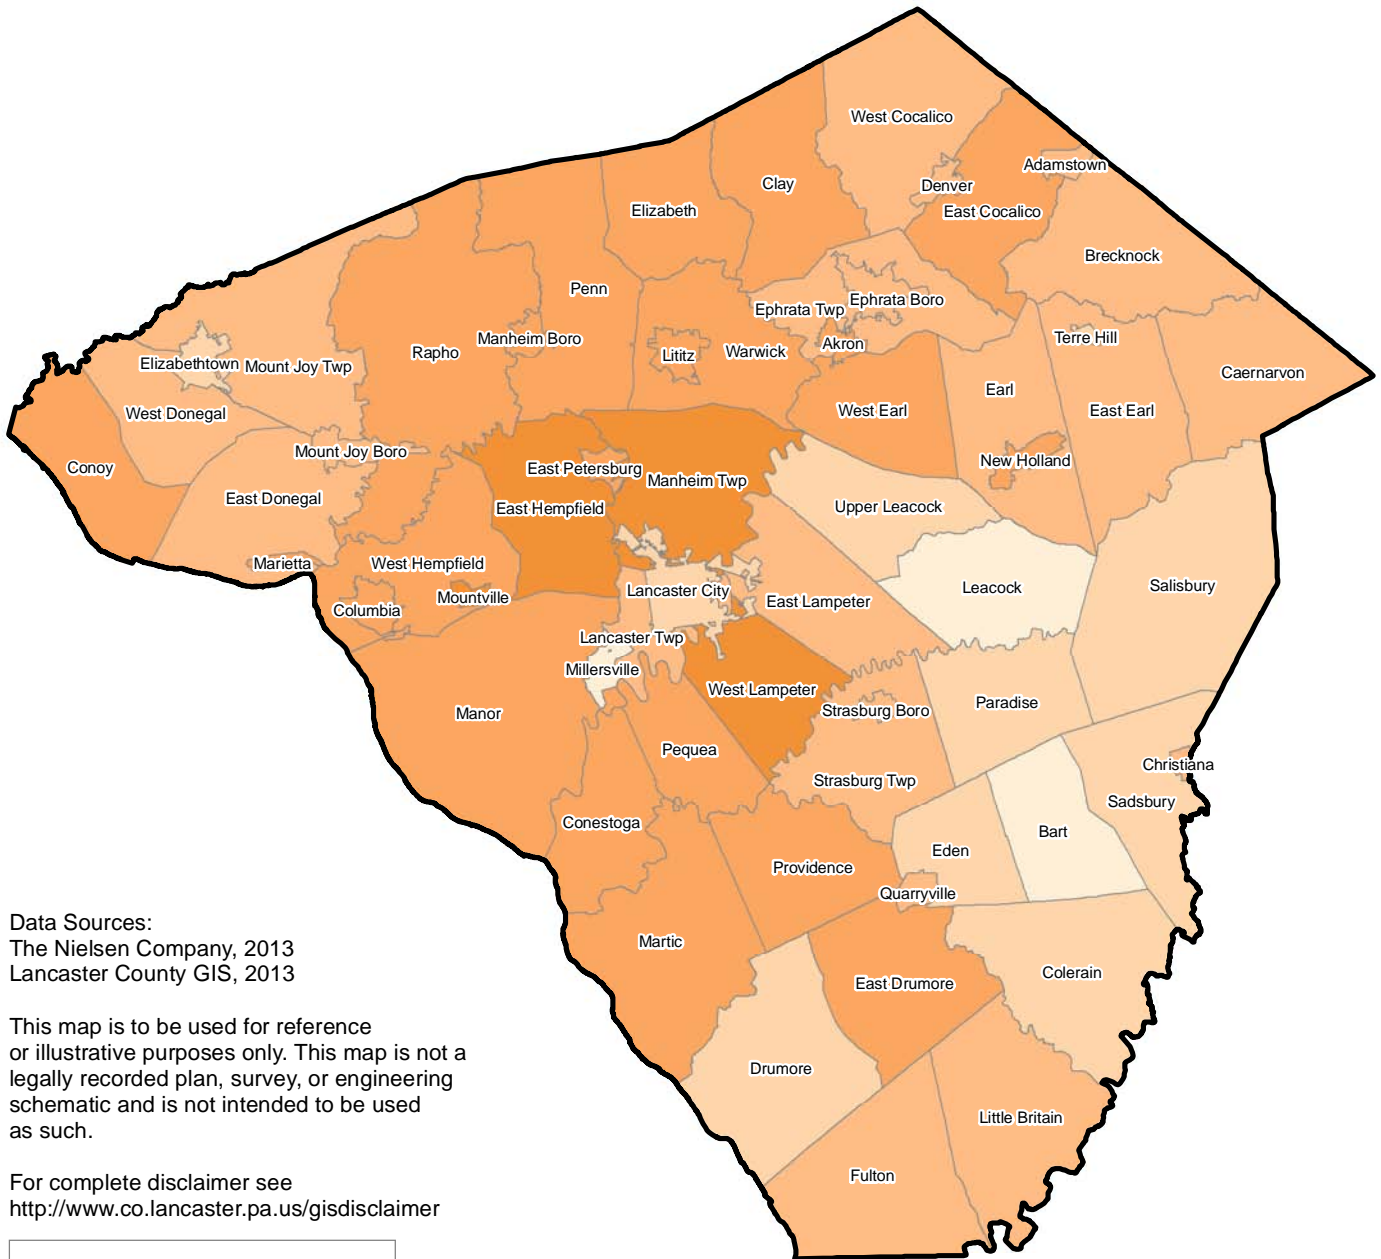 West Cocalico
Adamstown
Clay
Denver
Elizabeth
East Cocalico
Brecknock
Penn
Ephrata Boro
Ephrata Twp
Manheim Boro
Terre Hill
Akron
Rapho
Lititz
Warwick
Elizabethtown
Mount Joy Twp
Caernarvon
Earl
West Donegal
West Earl
East Earl
Mount Joy Boro
New Holland
Conoy
East Petersburg
Manheim Twp
East Donegal
East Hempfield
Upper Leacock
Marietta
West Hempfield
Leacock
Salisbury
Lancaster City
Mountville
East Lampeter
Columbia
Lancaster Twp
Millersville
West Lampeter
Paradise
Manor
Strasburg Boro
Pequea
Christiana
Strasburg Twp
Sadsbury
Conestoga
Bart
Eden
Providence
Quarryville
Martic
Colerain
East Drumore
Drumore
Little Britain
Fulton
Data Sources:
The Nielsen Company, 2013
Lancaster County GIS, 2013
This map is to be used for reference
or illustrative purposes only. This map is not a
legally recorded plan, survey, or engineering
schematic and is not intended to be used
as such.
For complete disclaimer see
http://www.co.lancaster.pa.us/gisdisclaimer